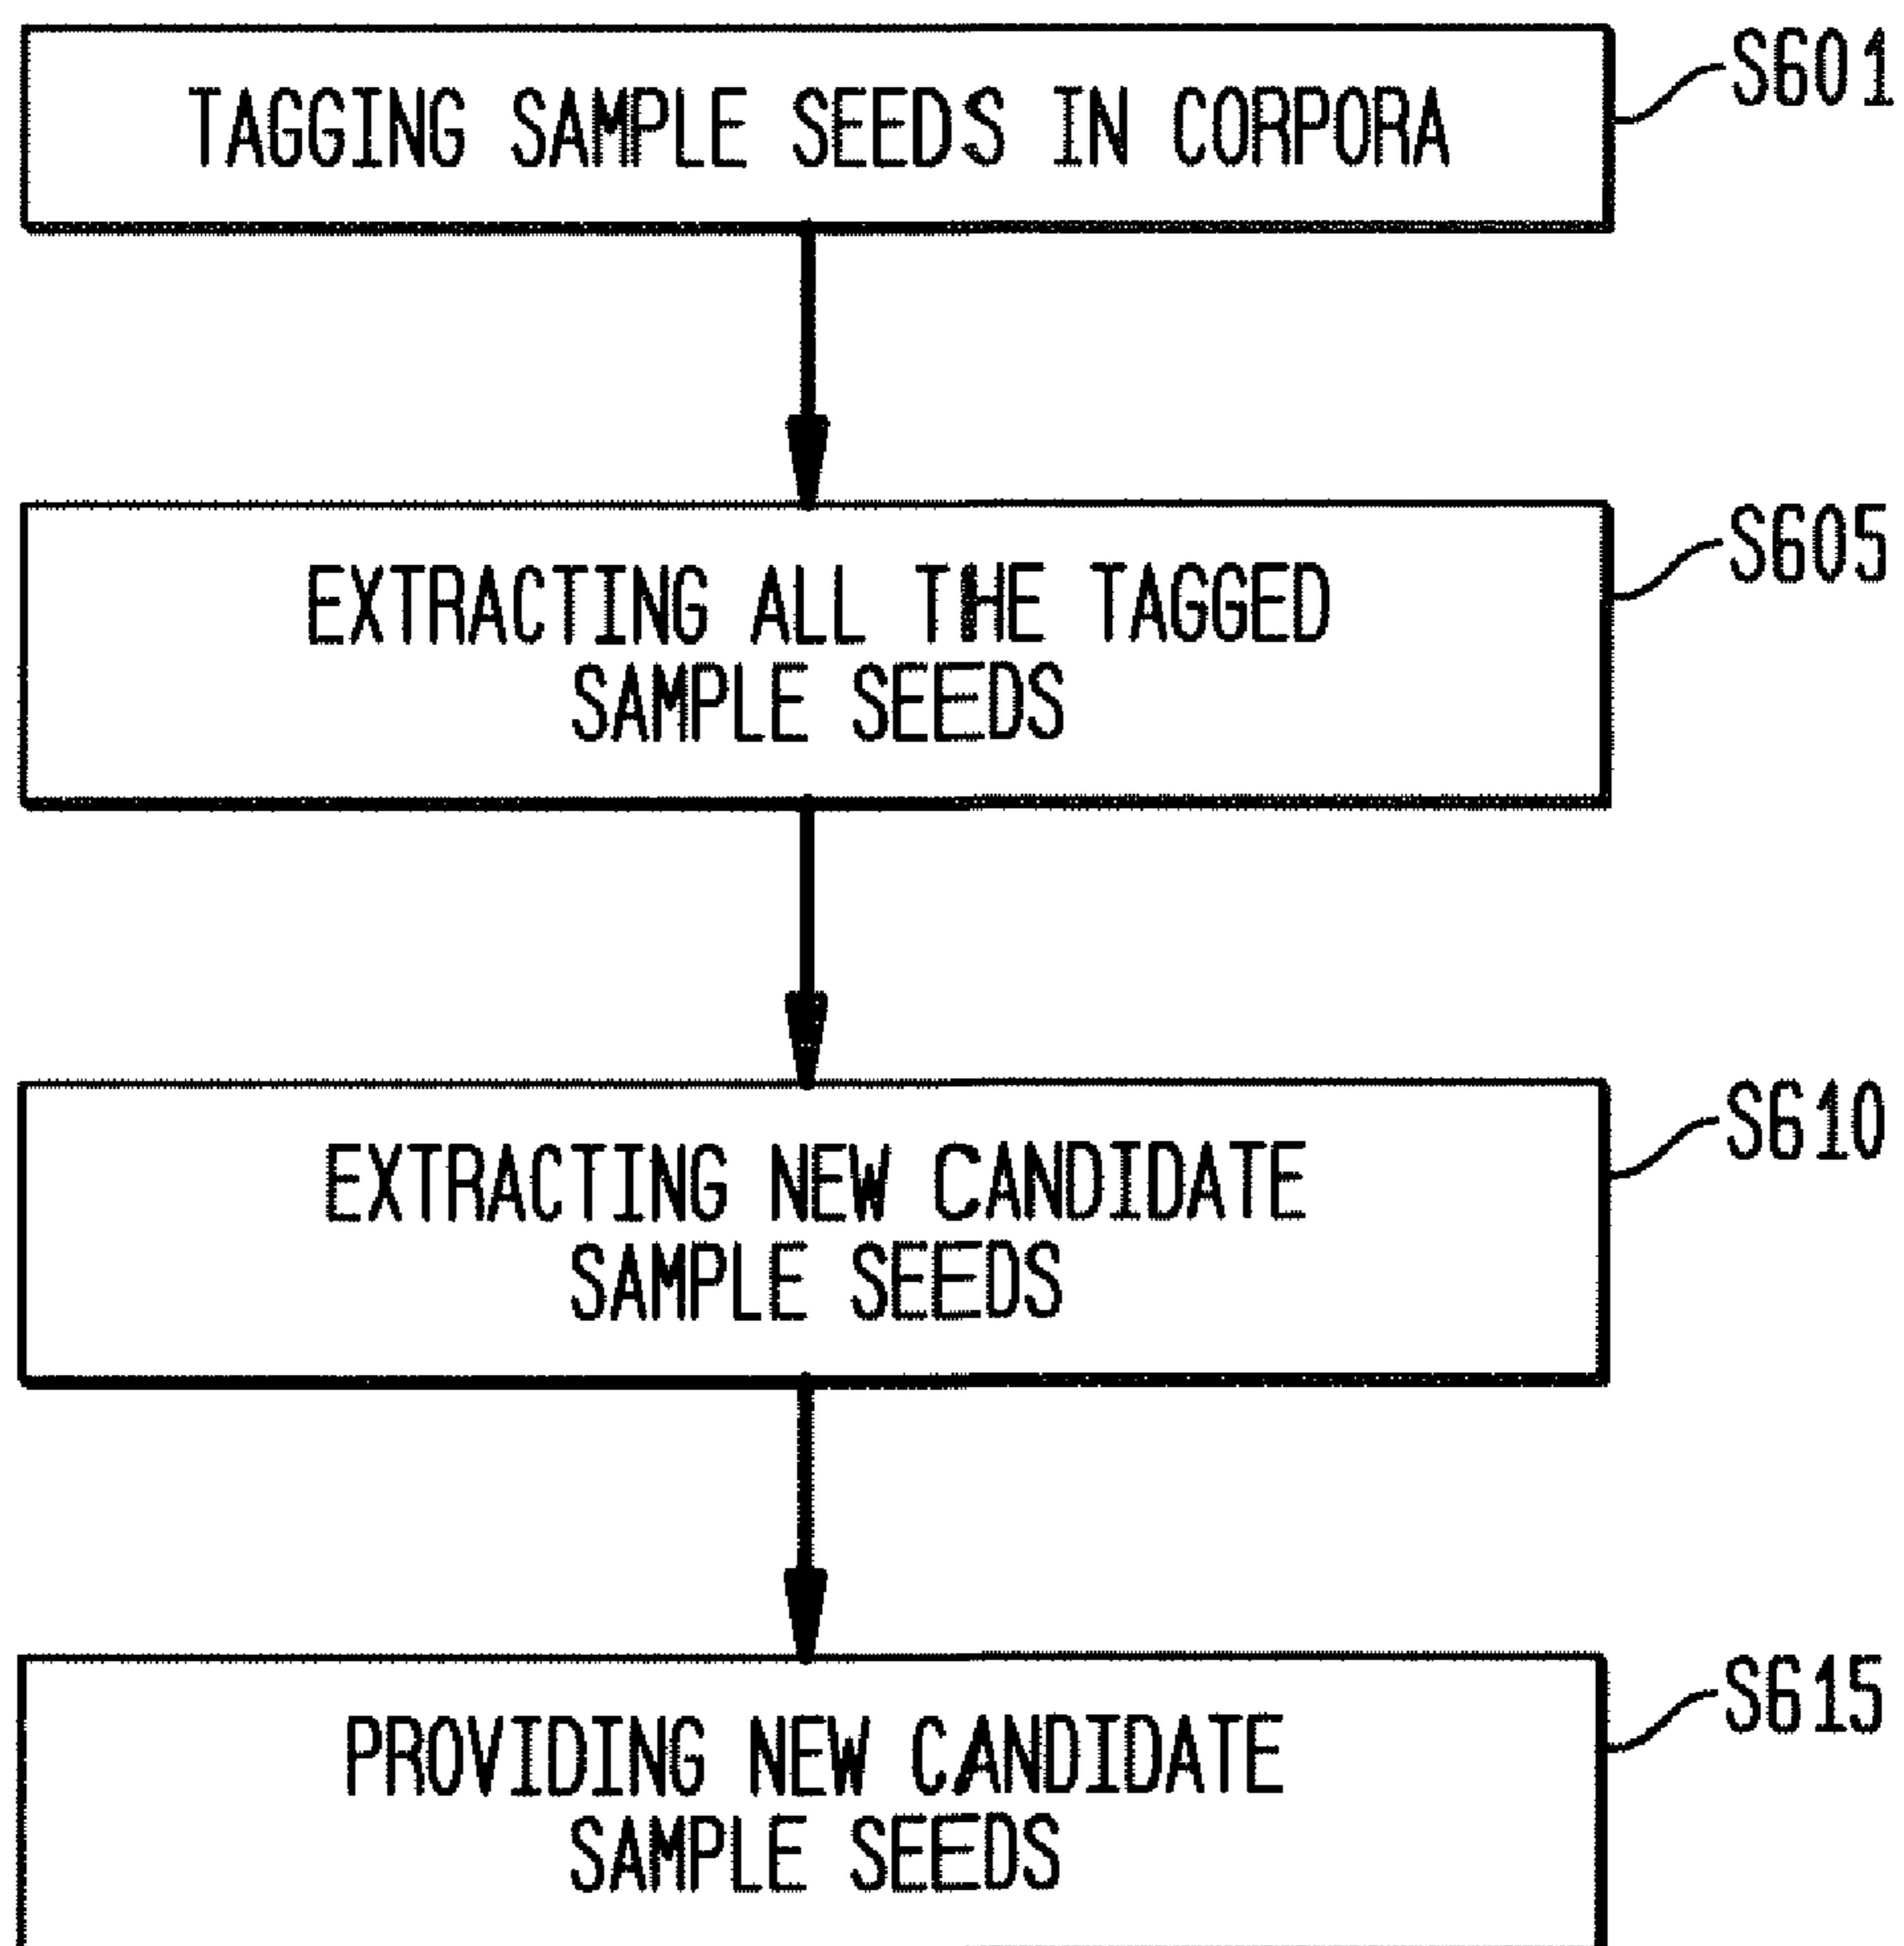 TAGGING SAMPLE SEEDS IN CORPORA
S601
EXTRACTING ALL THE TAGGED
SAMPLE SEEDS
S605
EXTRACTING NEW CANDIDATE
SAMPLE SEEDS
S610
PROVIDING NEW CANDIDATE
SAMPLE SEEDS
S615